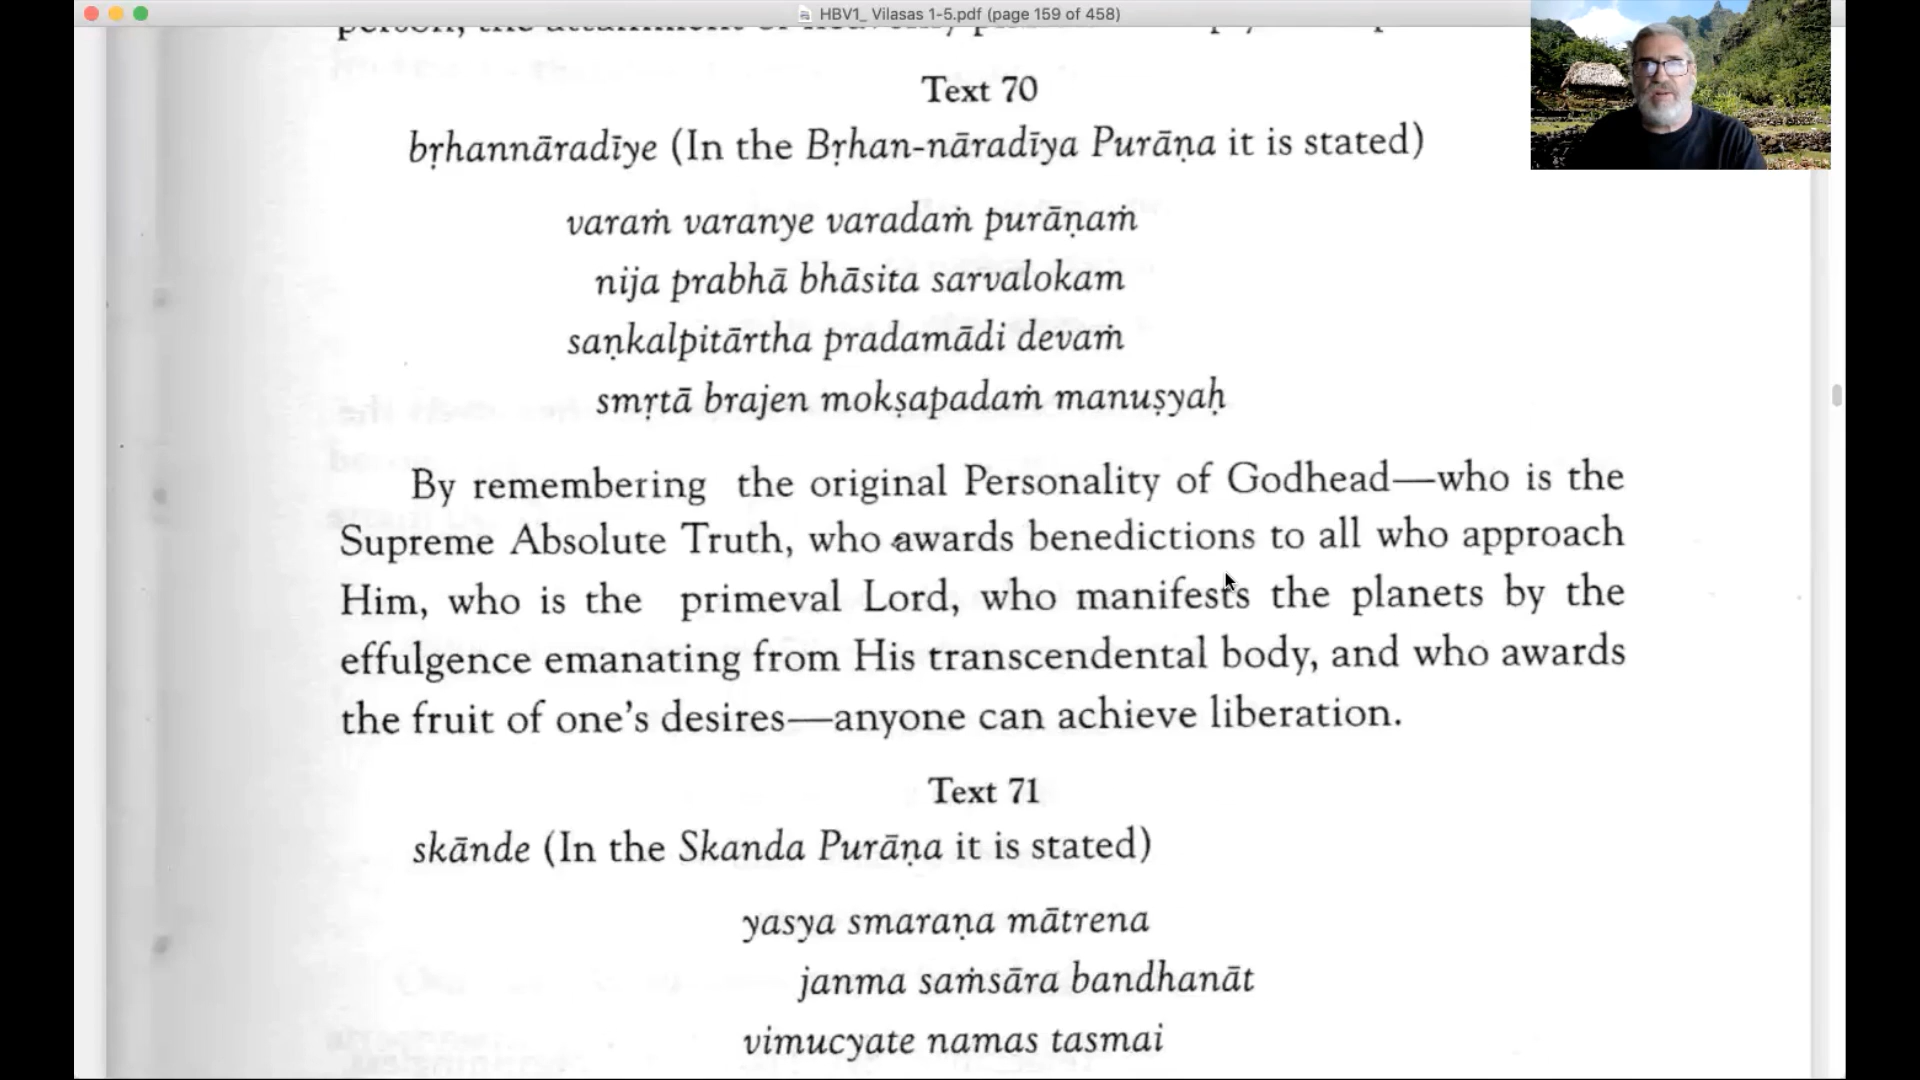 HBV1_ Vilasas 1-5.pdf (page 159 of 458)
Text 70
bṛhannāradīye (In the Bṛhan-nāradīya Purāṇa it is stated)
varaṁ varanye varadaṁ purāṇaṁ
nija prabhā bhāsita sarvalokam
saṇkalpitārtha pradamādi devaṁ
smṛtā brajen mokṣapadaṁ manuṣyaḥ
By remembering the original Personality of Godhead—who is the
Supreme Absolute Truth, who awards benedictions to all who approach
Him, who is the primeval Lord, who manifests the planets by the
effulgence emanating from His transcendental body, and who awards
the fruit of one's desires—anyone can achieve liberation.
Text 71
skānde (In the Skanda Purāṇa it is stated)
yasya smaraṇa mātrena
janma saṁsāra bandhanāt
vimucyate namas tasmai